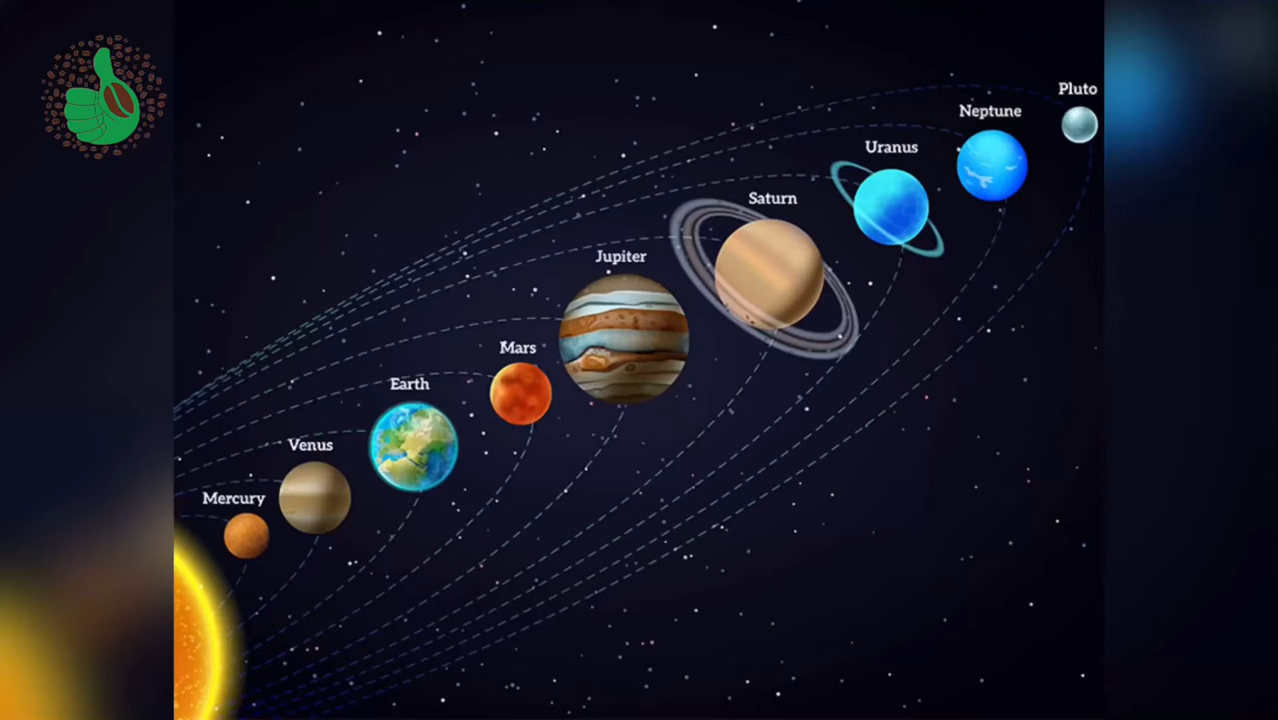 Pluto
Neptune
Uranus
Saturn
Jupiter
Mars
Earth
Venus
Mercury